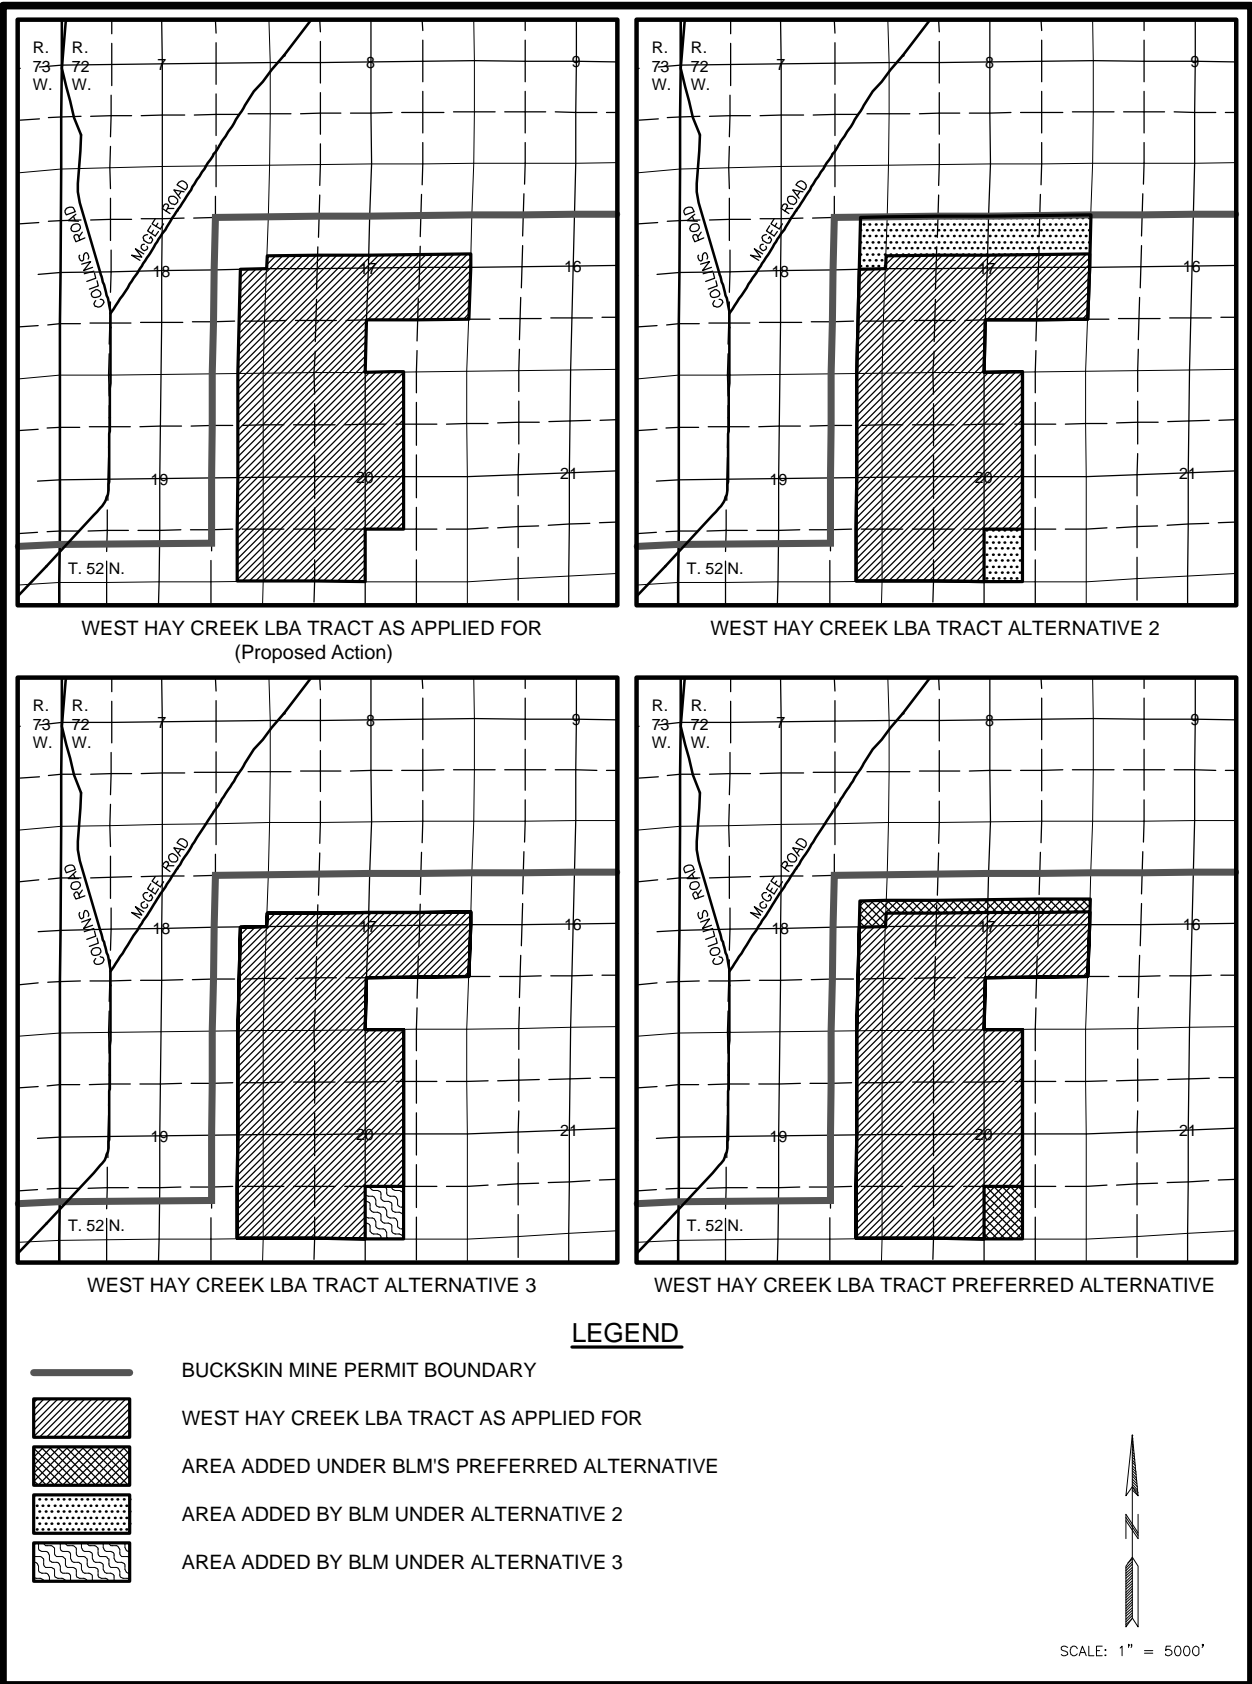 R. R.
73 72
W. W.
7
8
9
COLLINS ROAD
McGEE ROAD
18
17
16
19
20
21
T. 52 N.
WEST HAY CREEK LBA TRACT AS APPLIED FOR
(Proposed Action)
R. R.
73 72
W. W.
7
8
9
COLLINS ROAD
McGEE ROAD
18
17
16
19
20
21
T. 52 N.
WEST HAY CREEK LBA TRACT ALTERNATIVE 2
R. R.
73 72
W. W.
7
8
9
COLLINS ROAD
McGEE ROAD
18
17
16
19
20
21
T. 52 N.
WEST HAY CREEK LBA TRACT ALTERNATIVE 3
R. R.
73 72
W. W.
7
8
9
COLLINS ROAD
McGEE ROAD
18
17
16
19
20
21
T. 52 N.
WEST HAY CREEK LBA TRACT PREFERRED ALTERNATIVE
LEGEND
BUCKSKIN MINE PERMIT BOUNDARY
WEST HAY CREEK LBA TRACT AS APPLIED FOR
AREA ADDED UNDER BLM'S PREFERRED ALTERNATIVE
AREA ADDED BY BLM UNDER ALTERNATIVE 2
AREA ADDED BY BLM UNDER ALTERNATIVE 3
N
SCALE: 1" = 5000'